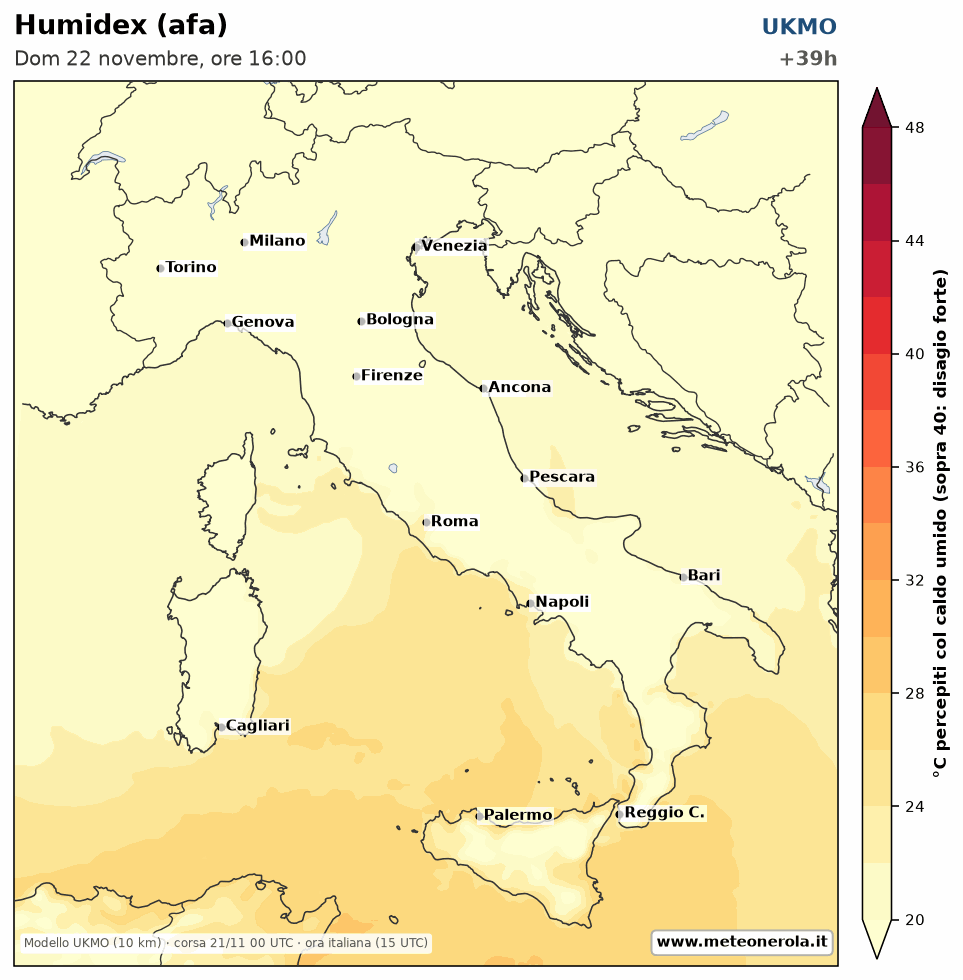 Humidex (afa)
UKMO
Dom 22 novembre, ore 16:00
+39h
48
44
40
36
32
28
24
20
°C percepiti col caldo umido (sopra 40: disagio forte)
Milano
Venezia
Torino
Genova
Bologna
Firenze
Ancona
Pescara
Roma
Bari
Napoli
Cagliari
Palermo
Reggio C.
Modello UKMO (10 km) · corsa 21/11 00 UTC · ora italiana (15 UTC)
www.meteonerola.it